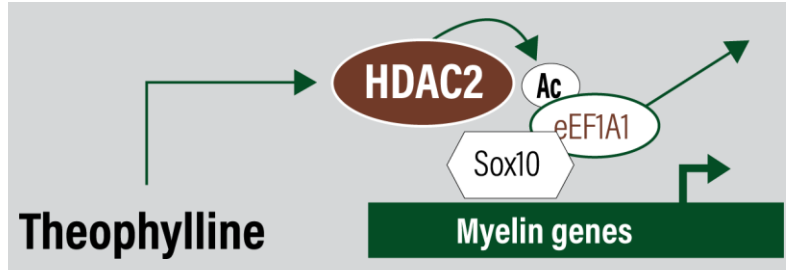 HDAC2
Ac
eEF1A1
Sox10
Theophylline
Myelin genes